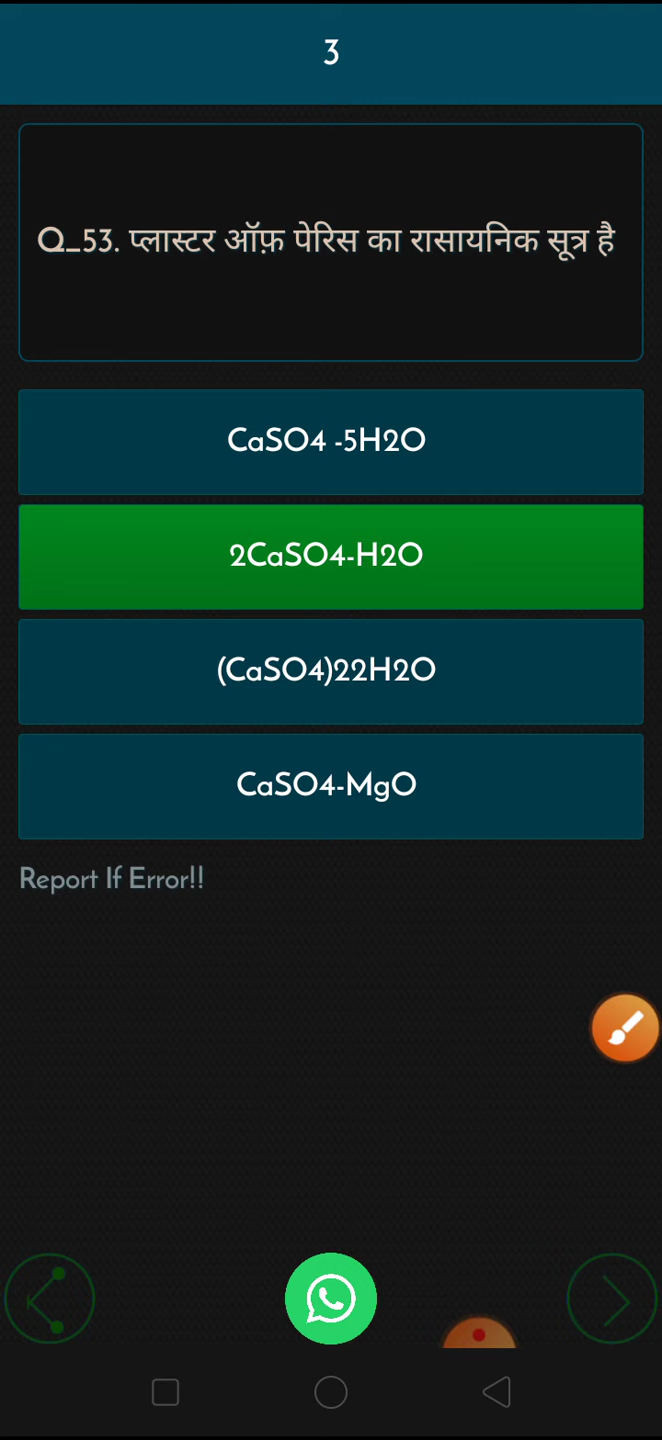 3
Q_53. प्लास्टर ऑफ़ पेरिस का रासायनिक सूत्र है
CaSO4 -5H2O
2CaSO4-H2O
(CaSO4)22H2O
CaSO4-MgO
Report If Error!!